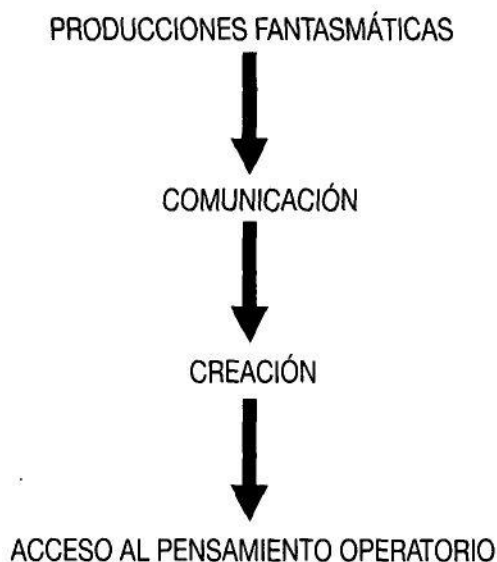 PRODUCCIONES FANTASMÁTICAS
COMUNICACIÓN
CREACIÓN
ACCESO AL PENSAMIENTO OPERATORIO